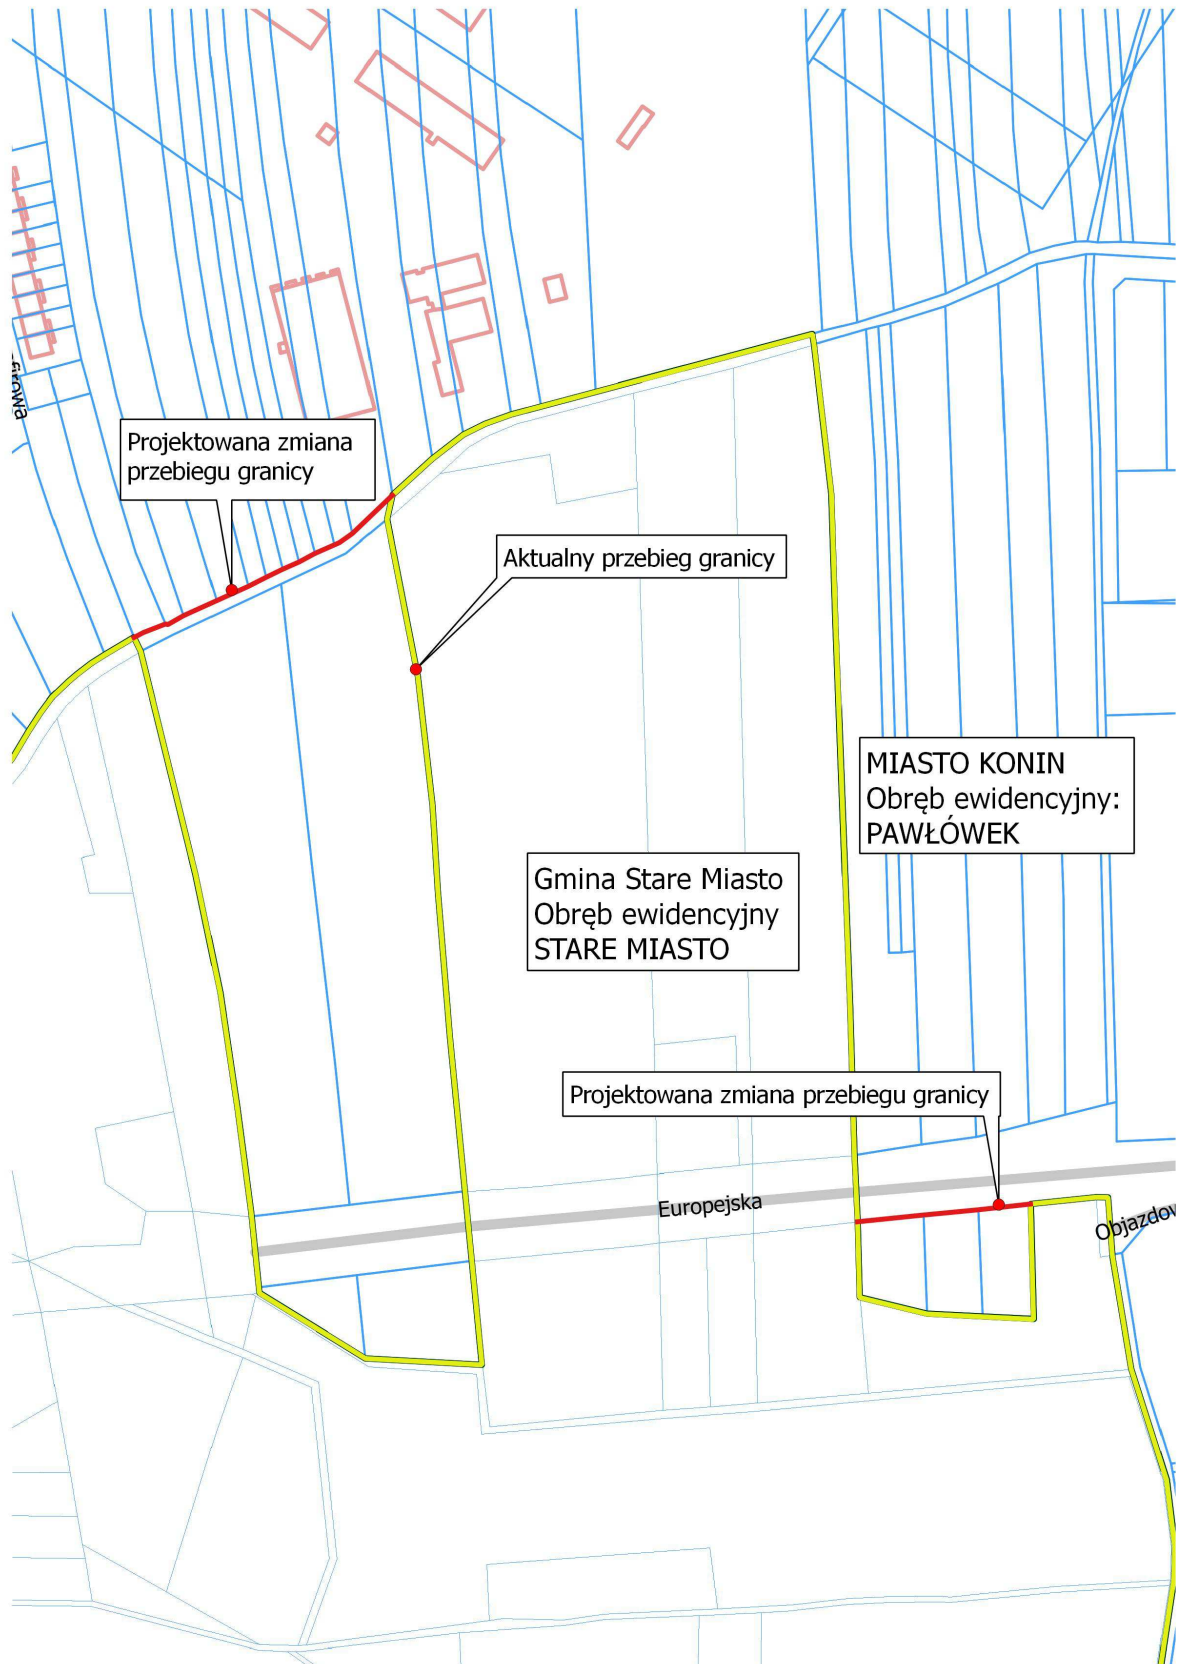 Projektowana zmiana
przebiegu granicy
Aktualny przebieg granicy
MIASTO KONIN
Obręb ewidencyjny:
PAWŁÓWEK
Gmina Stare Miasto
Obręb ewidencyjny
STARE MIASTO
Projektowana zmiana przebiegu granicy
Europejska